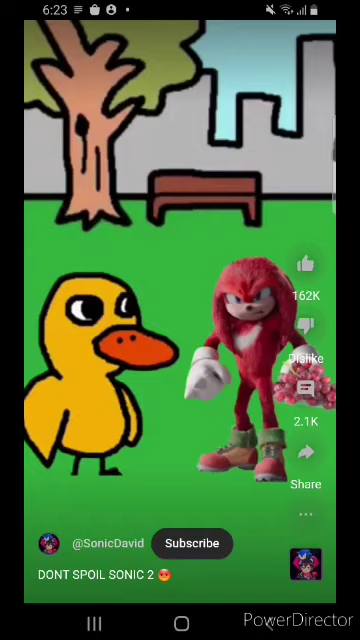 6:23
162K
Dislike
2.1K
Share
@SonicDavid
Subscribe
DONT SPOIL SONIC 2 😡
PowerDirector